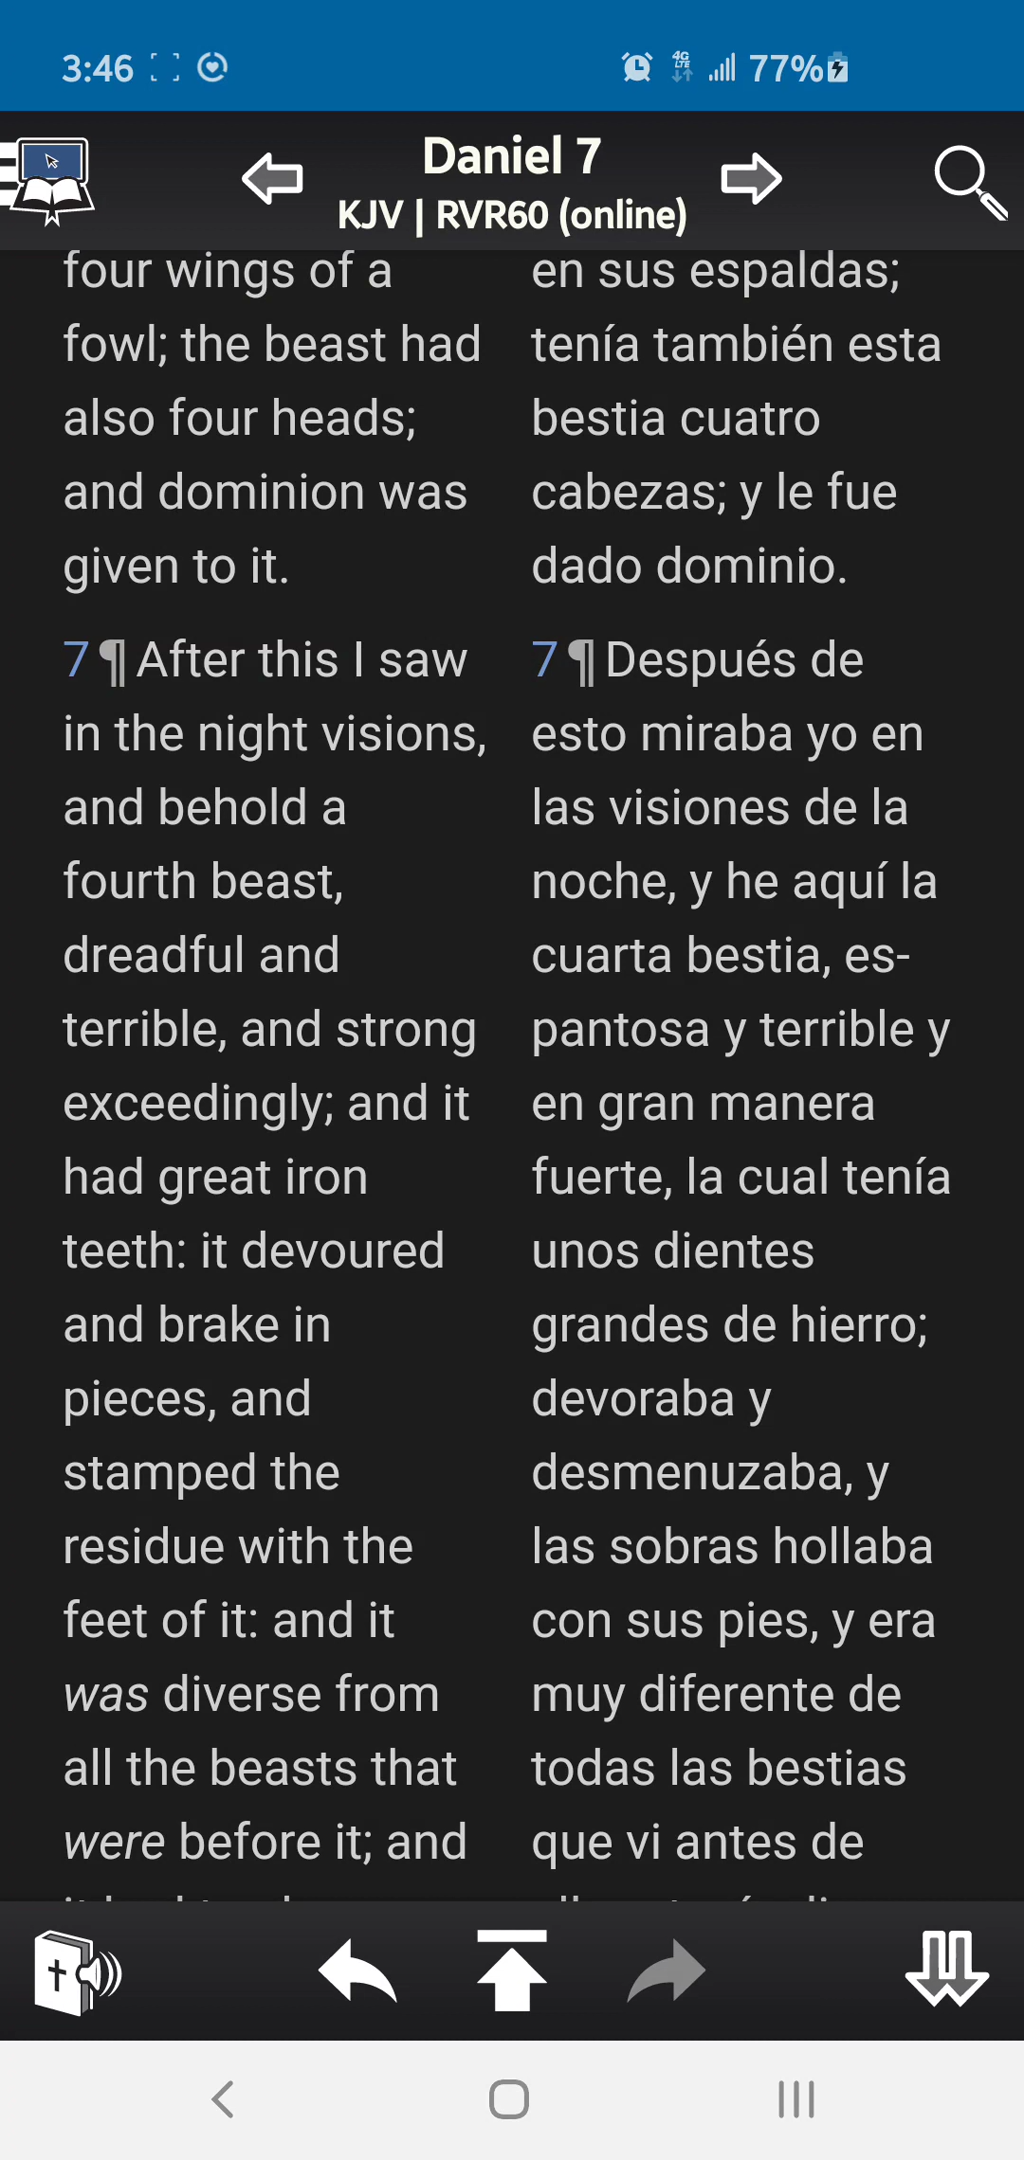 3:46
4G LTE
77%
Daniel 7
KJV | RVR60 (online)
four wings of a
fowl; the beast had
also four heads;
and dominion was
given to it.
7 ¶ After this I saw
in the night visions,
and behold a
fourth beast,
dreadful and
terrible, and strong
exceedingly; and it
had great iron
teeth: it devoured
and brake in
pieces, and
stamped the
residue with the
feet of it: and it
was diverse from
all the beasts that
were before it; and
en sus espaldas;
tenía también esta
bestia cuatro
cabezas; y le fue
dado dominio.
7 ¶ Después de
esto miraba yo en
las visiones de la
noche, y he aquí la
cuarta bestia, es-
pantosa y terrible y
en gran manera
fuerte, la cual tenía
unos dientes
grandes de hierro;
devoraba y
desmenuzaba, y
las sobras hollaba
con sus pies, y era
muy diferente de
todas las bestias
que vi antes de